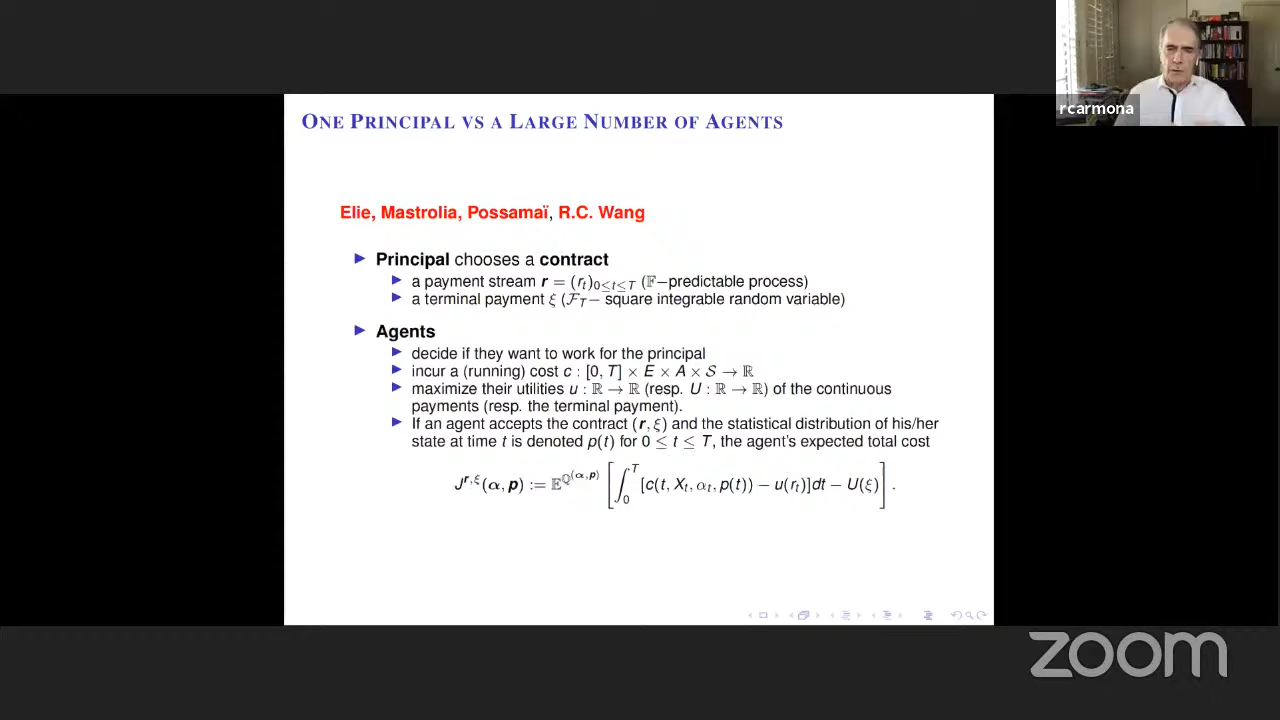 rcarmona
ONE PRINCIPAL VS A LARGE NUMBER OF AGENTS
Elie, Mastrolia, Possamaï, R.C. Wang
Principal chooses a contract
a payment stream r = (r_t)_{0≤t≤T} (𝔽−predictable process)
a terminal payment ξ (ℱ_T− square integrable random variable)
Agents
decide if they want to work for the principal
incur a (running) cost c : [0, T] × E × A × 𝒮 → ℝ
maximize their utilities u : ℝ → ℝ (resp. U : ℝ → ℝ) of the continuous
payments (resp. the terminal payment).
If an agent accepts the contract (r, ξ) and the statistical distribution of his/her
state at time t is denoted p(t) for 0 ≤ t ≤ T, the agent's expected total cost
J^{r,ξ}(α, p) := 𝔼^{ℚ^{(α,p)}} [ ∫_0^T [c(t, X_t, α_t, p(t)) − u(r_t)]dt − U(ξ) ] .
zoom